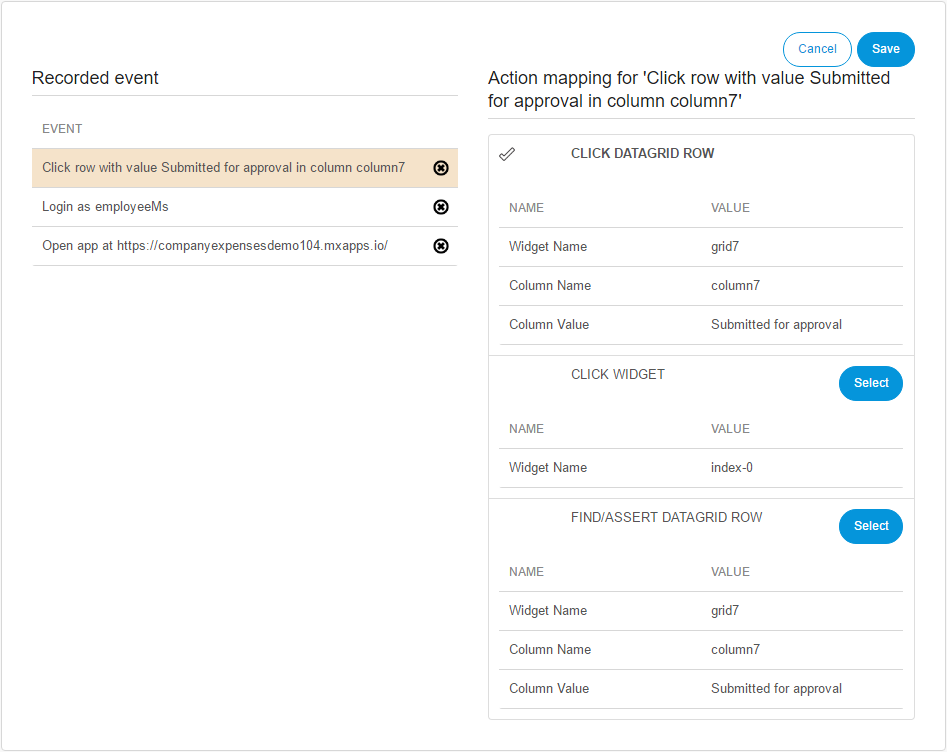 Cancel Save
Recorded event
EVENT
Click row with value Submitted for approval in column column7
Login as employeeMs
Open app at https://companyexpensesdemo104.mxapps.io/
Action mapping for 'Click row with value Submitted
for approval in column column7'
CLICK DATAGRID ROW
NAME VALUE
Widget Name grid7
Column Name column7
Column Value Submitted for approval
CLICK WIDGET Select
NAME VALUE
Widget Name index-0
FIND/ASSERT DATAGRID ROW Select
NAME VALUE
Widget Name grid7
Column Name column7
Column Value Submitted for approval